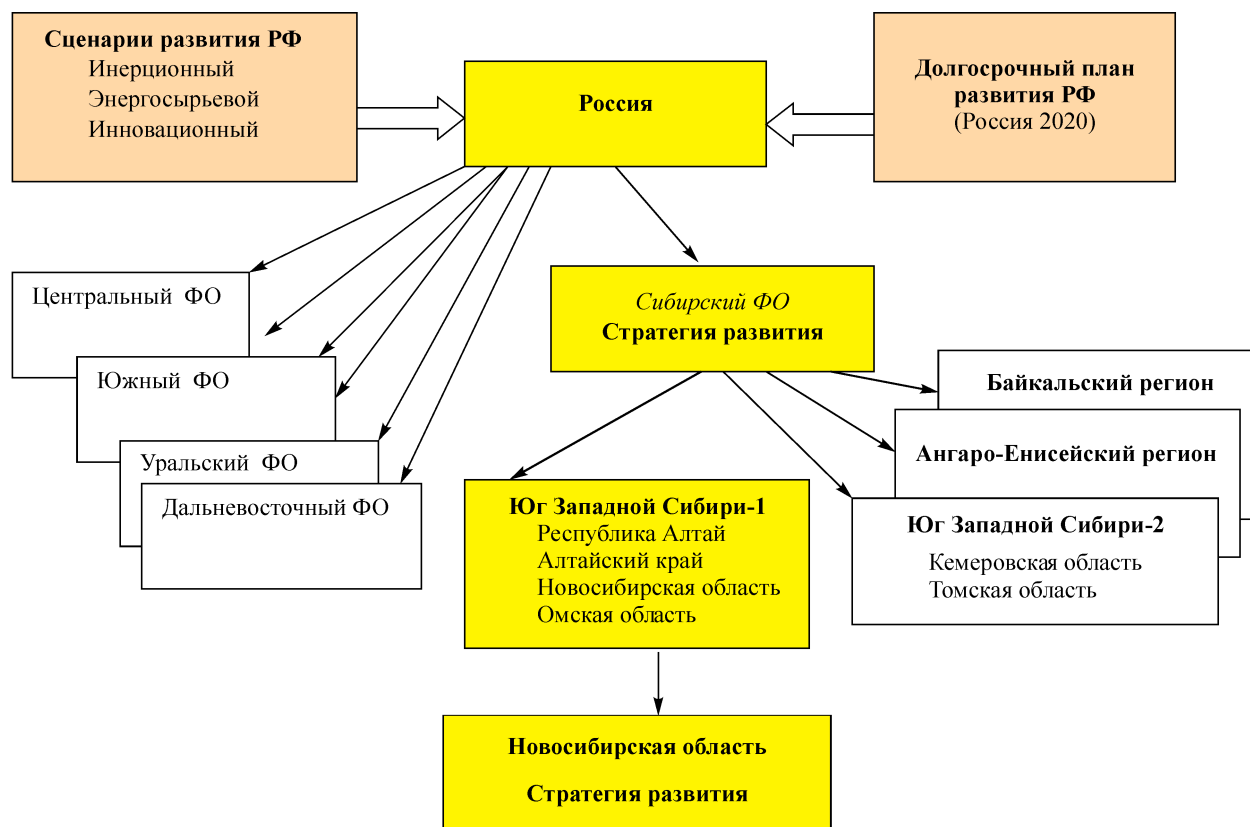 Сценарии развития РФ
Инерционный
Энергосырьевой
Инновационный
Россия
Долгосрочный план
развития РФ
(Россия 2020)
Центральный ФО
Южный ФО
Уральский ФО
Дальневосточный ФО
Сибирский ФО
Стратегия развития
Байкальский регион
Ангаро-Енисейский регион
Юг Западной Сибири-1
Республика Алтай
Алтайский край
Новосибирская область
Омская область
Юг Западной Сибири-2
Кемеровская область
Томская область
Новосибирская область
Стратегия развития